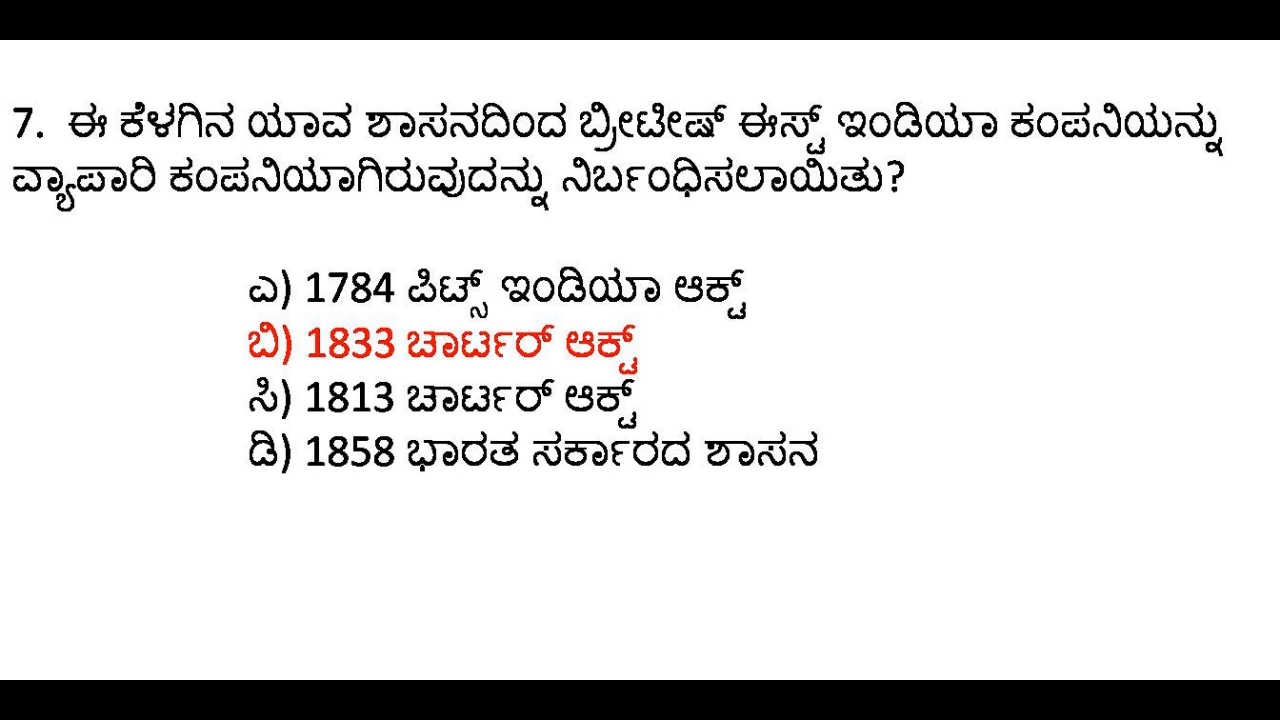 7. ಈ ಕೆಳಗಿನ ಯಾವ ಶಾಸನದಿಂದ ಬ್ರೀಟೀಷ್ ಈಸ್ಟ್ ಇಂಡಿಯಾ ಕಂಪನಿಯನ್ನು
ವ್ಯಾಪಾರಿ ಕಂಪನಿಯಾಗಿರುವುದನ್ನು ನಿರ್ಬಂಧಿಸಲಾಯಿತು?
ಎ) 1784 ಪಿಟ್ಸ್ ಇಂಡಿಯಾ ಆಕ್ಟ್
ಬಿ) 1833 ಚಾರ್ಟರ್ ಆಕ್ಟ್
ಸಿ) 1813 ಚಾರ್ಟರ್ ಆಕ್ಟ್
ಡಿ) 1858 ಭಾರತ ಸರ್ಕಾರದ ಶಾಸನ